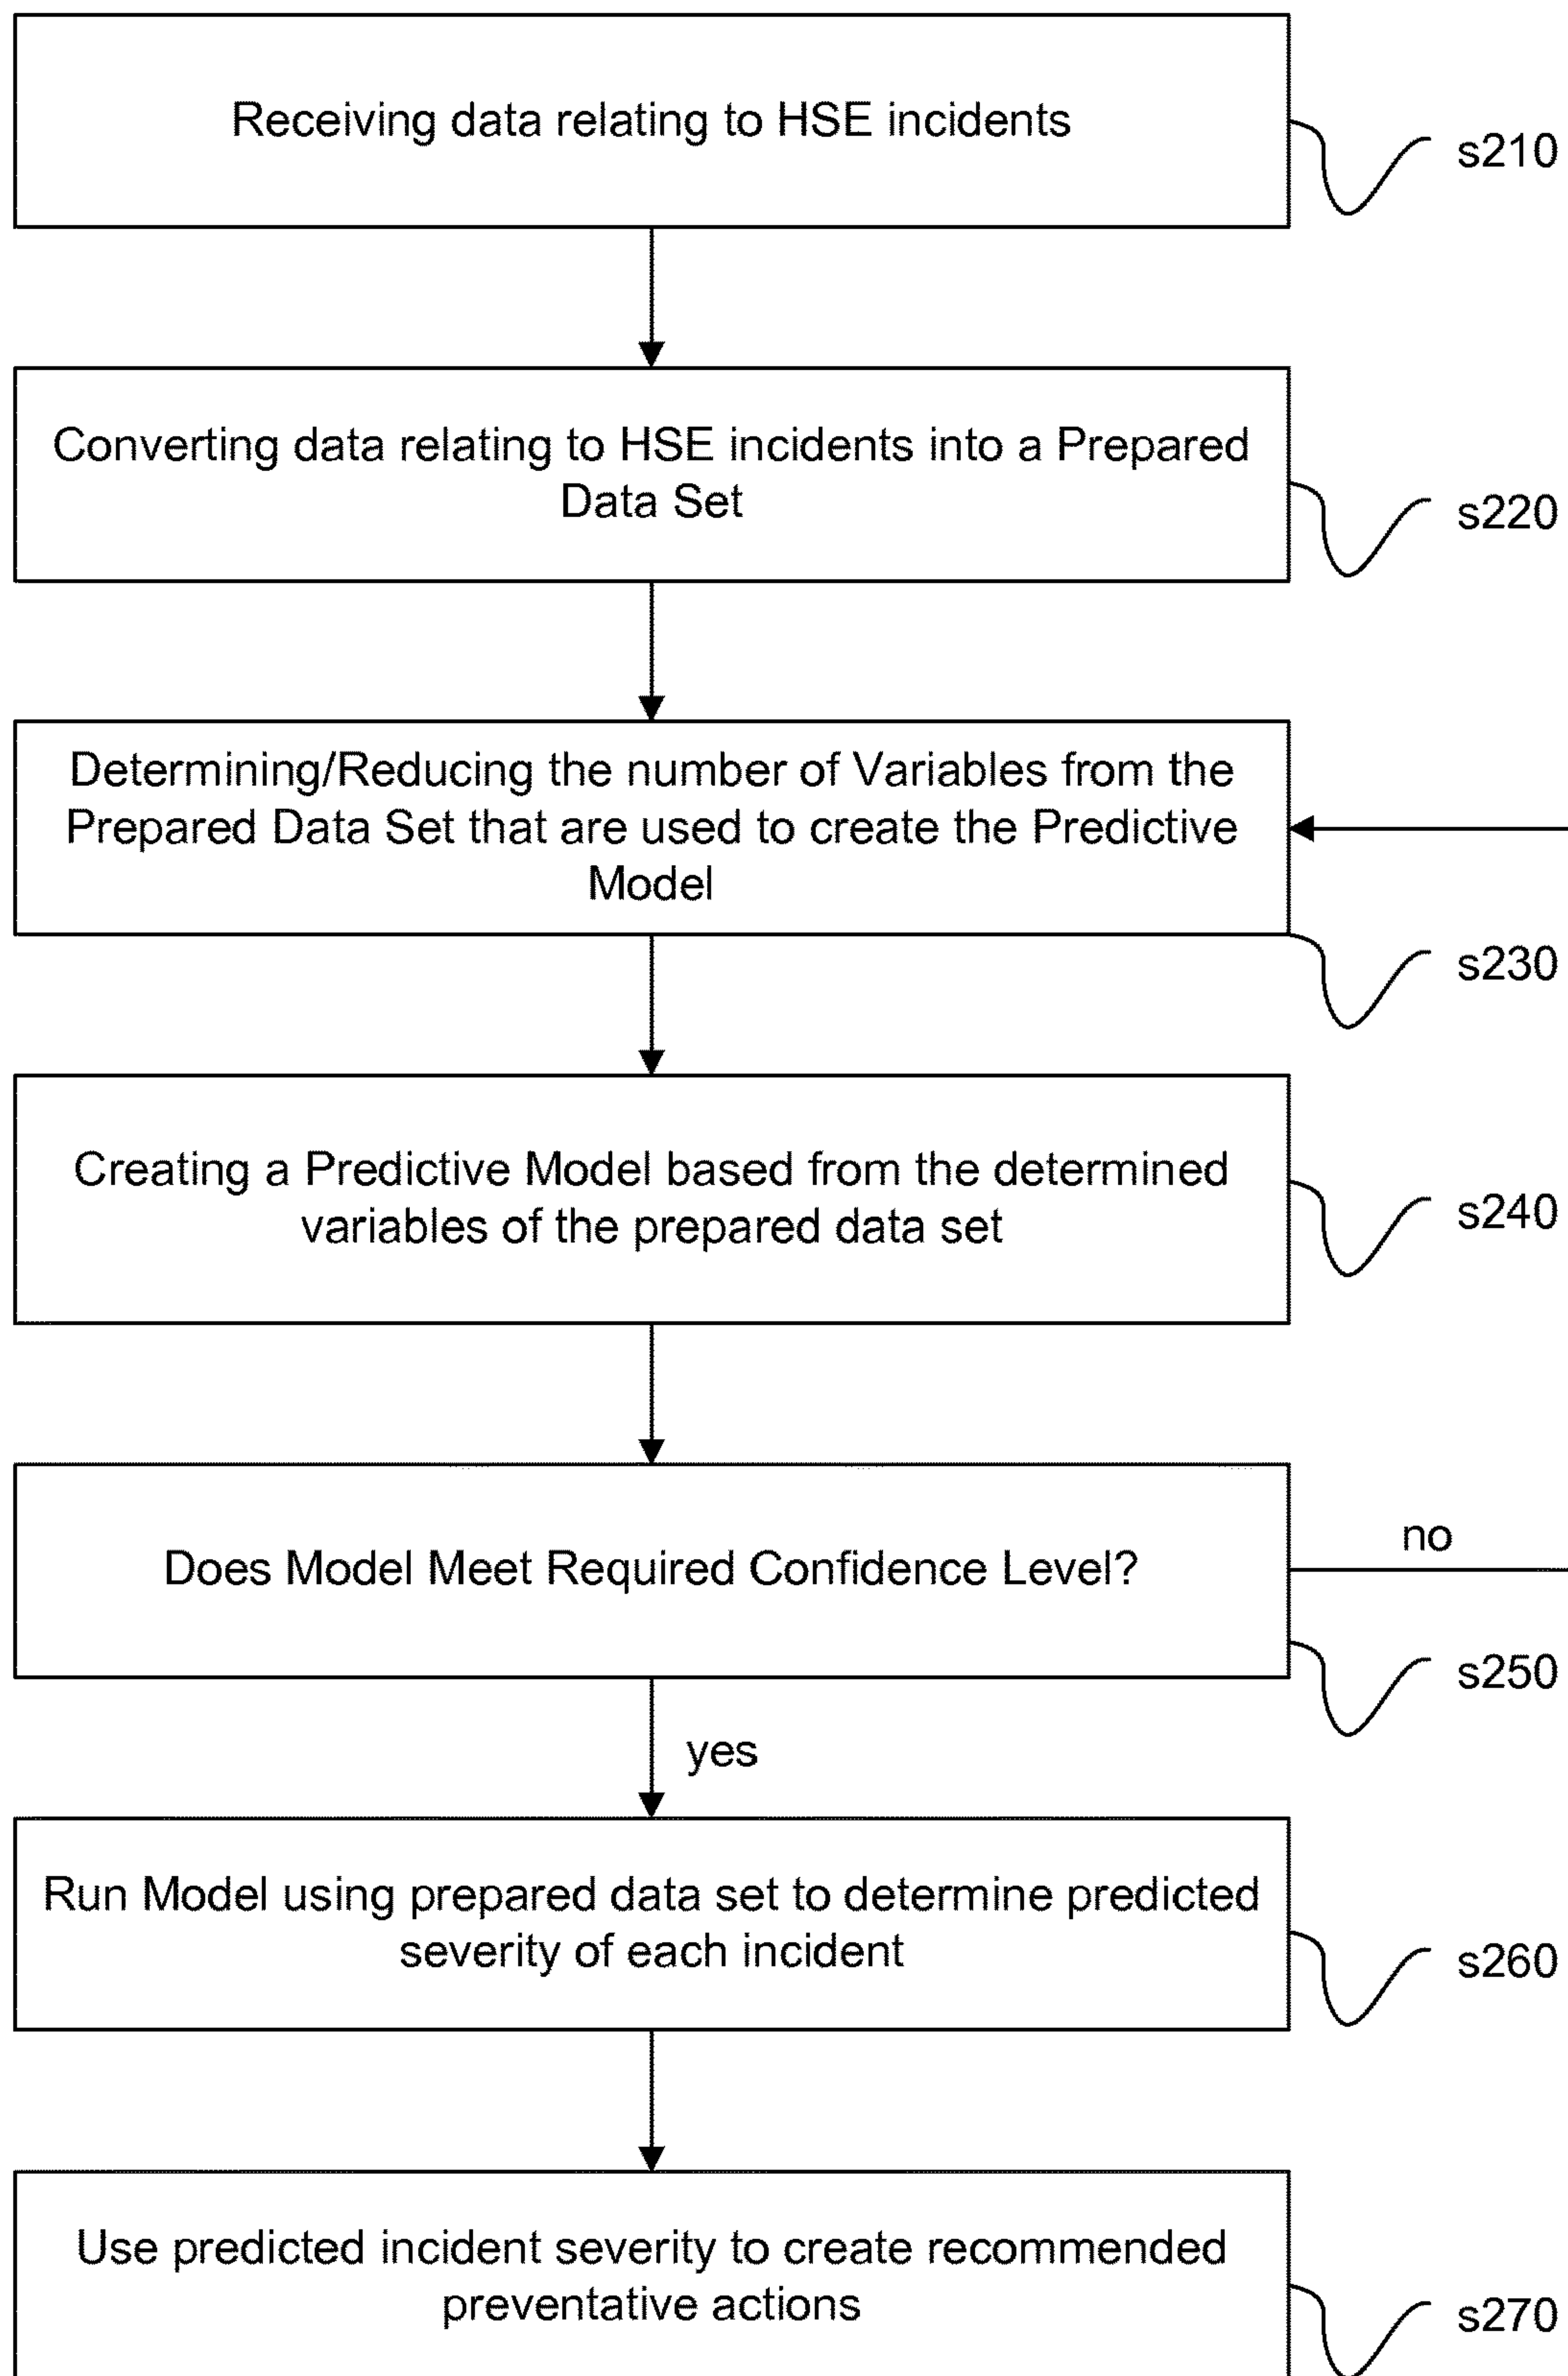 Receiving data relating to HSE incidents
s210
Converting data relating to HSE incidents into a Prepared
Data Set
s220
Determining/Reducing the number of Variables from the
Prepared Data Set that are used to create the Predictive
Model
s230
Creating a Predictive Model based from the determined
variables of the prepared data set
s240
Does Model Meet Required Confidence Level?
no
s250
yes
Run Model using prepared data set to determine predicted
severity of each incident
s260
Use predicted incident severity to create recommended
preventative actions
s270